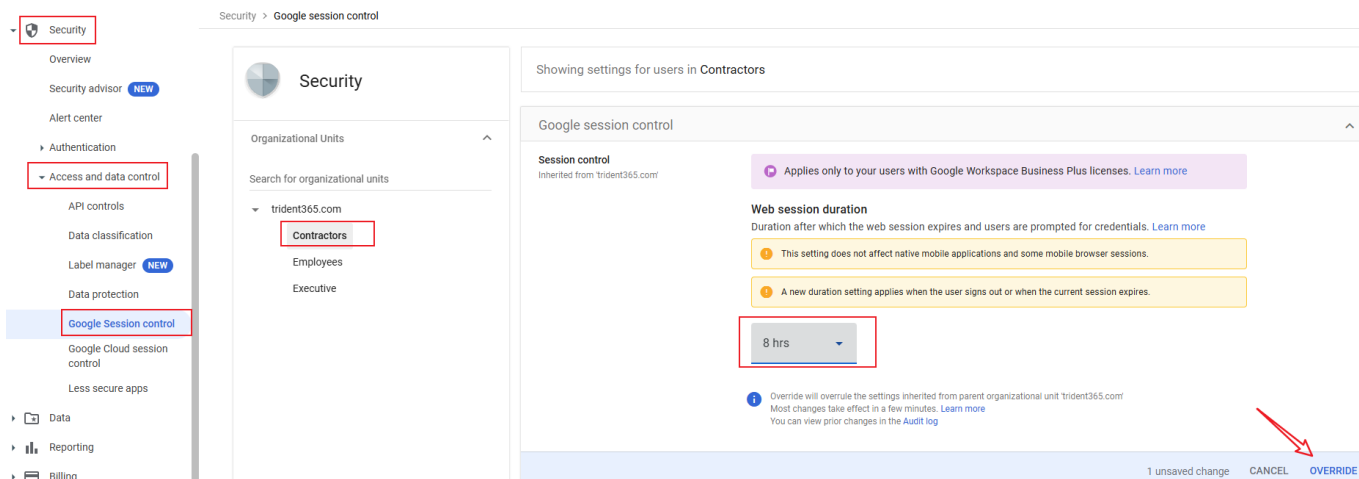 Security
Overview
Security advisor NEW
Alert center
Authentication
Access and data control
API controls
Data classification
Label manager NEW
Data protection
Google Session control
Google Cloud session
control
Less secure apps
Data
Reporting
Billing
Security > Google session control
Security
Organizational Units
Search for organizational units
trident365.com
Contractors
Employees
Executive
Showing settings for users in Contractors
Google session control
Session control
Inherited from 'trident365.com'
Applies only to your users with Google Workspace Business Plus licenses. Learn more
Web session duration
Duration after which the web session expires and users are prompted for credentials. Learn more
This setting does not affect native mobile applications and some mobile browser sessions.
A new duration setting applies when the user signs out or when the current session expires.
8 hrs
Override will overrule the settings inherited from parent organizational unit 'trident365.com'
Most changes take effect in a few minutes. Learn more
You can view prior changes in the Audit log
1 unsaved change CANCEL OVERRIDE